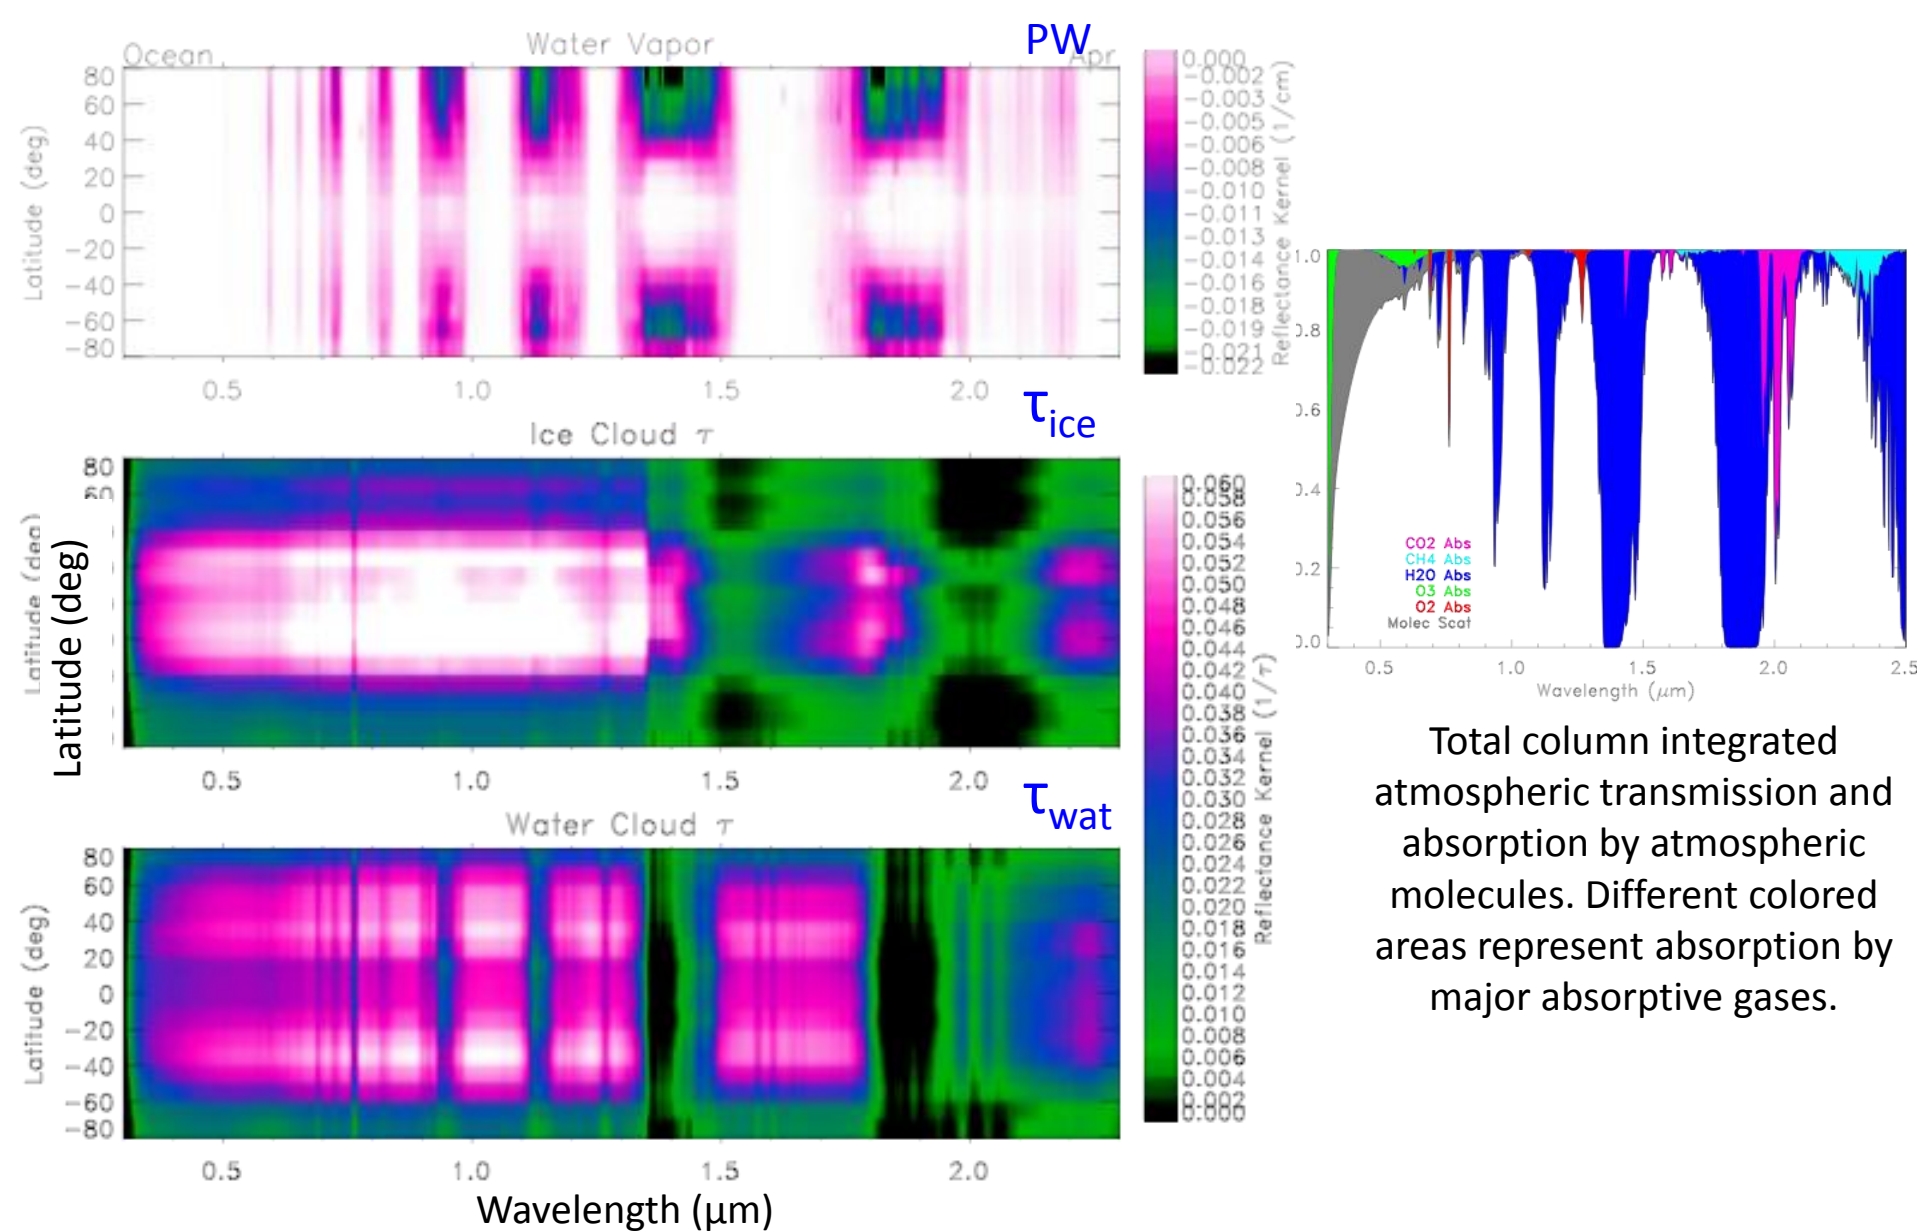 PW
Water Vapor
Ocean
Apr
80
60
40
20
0
−20
−40
−60
−80
Latitude (deg)
0.5 1.0 1.5 2.0
0.000
−0.002
−0.003
−0.005
−0.006
−0.008
−0.010
−0.011
−0.013
−0.014
−0.016
−0.018
−0.019
−0.021
−0.022
Reflectance Kernel (1/cm)
τice
Ice Cloud τ
80
60
Latitude (deg)
Latitude (deg)
0.5 1.0 1.5 2.0
τwat
Water Cloud τ
80
60
40
20
0
−20
−40
−60
−80
Latitude (deg)
0.5 1.0 1.5 2.0
Wavelength (μm)
0.060
0.058
0.056
0.054
0.052
0.050
0.048
0.046
0.044
0.042
0.040
0.038
0.036
0.034
0.032
0.030
0.028
0.026
0.024
0.022
0.020
0.018
0.016
0.014
0.012
0.010
0.008
0.006
0.004
0.002
0.000
Reflectance Kernel (1/τ)
1.0
0.8
0.6
0.4
0.2
0.0
CO2 Abs
CH4 Abs
H2O Abs
O3 Abs
O2 Abs
Molec Scat
0.5 1.0 1.5 2.0 2.5
Wavelength (μm)
Total column integrated
atmospheric transmission and
absorption by atmospheric
molecules. Different colored
areas represent absorption by
major absorptive gases.